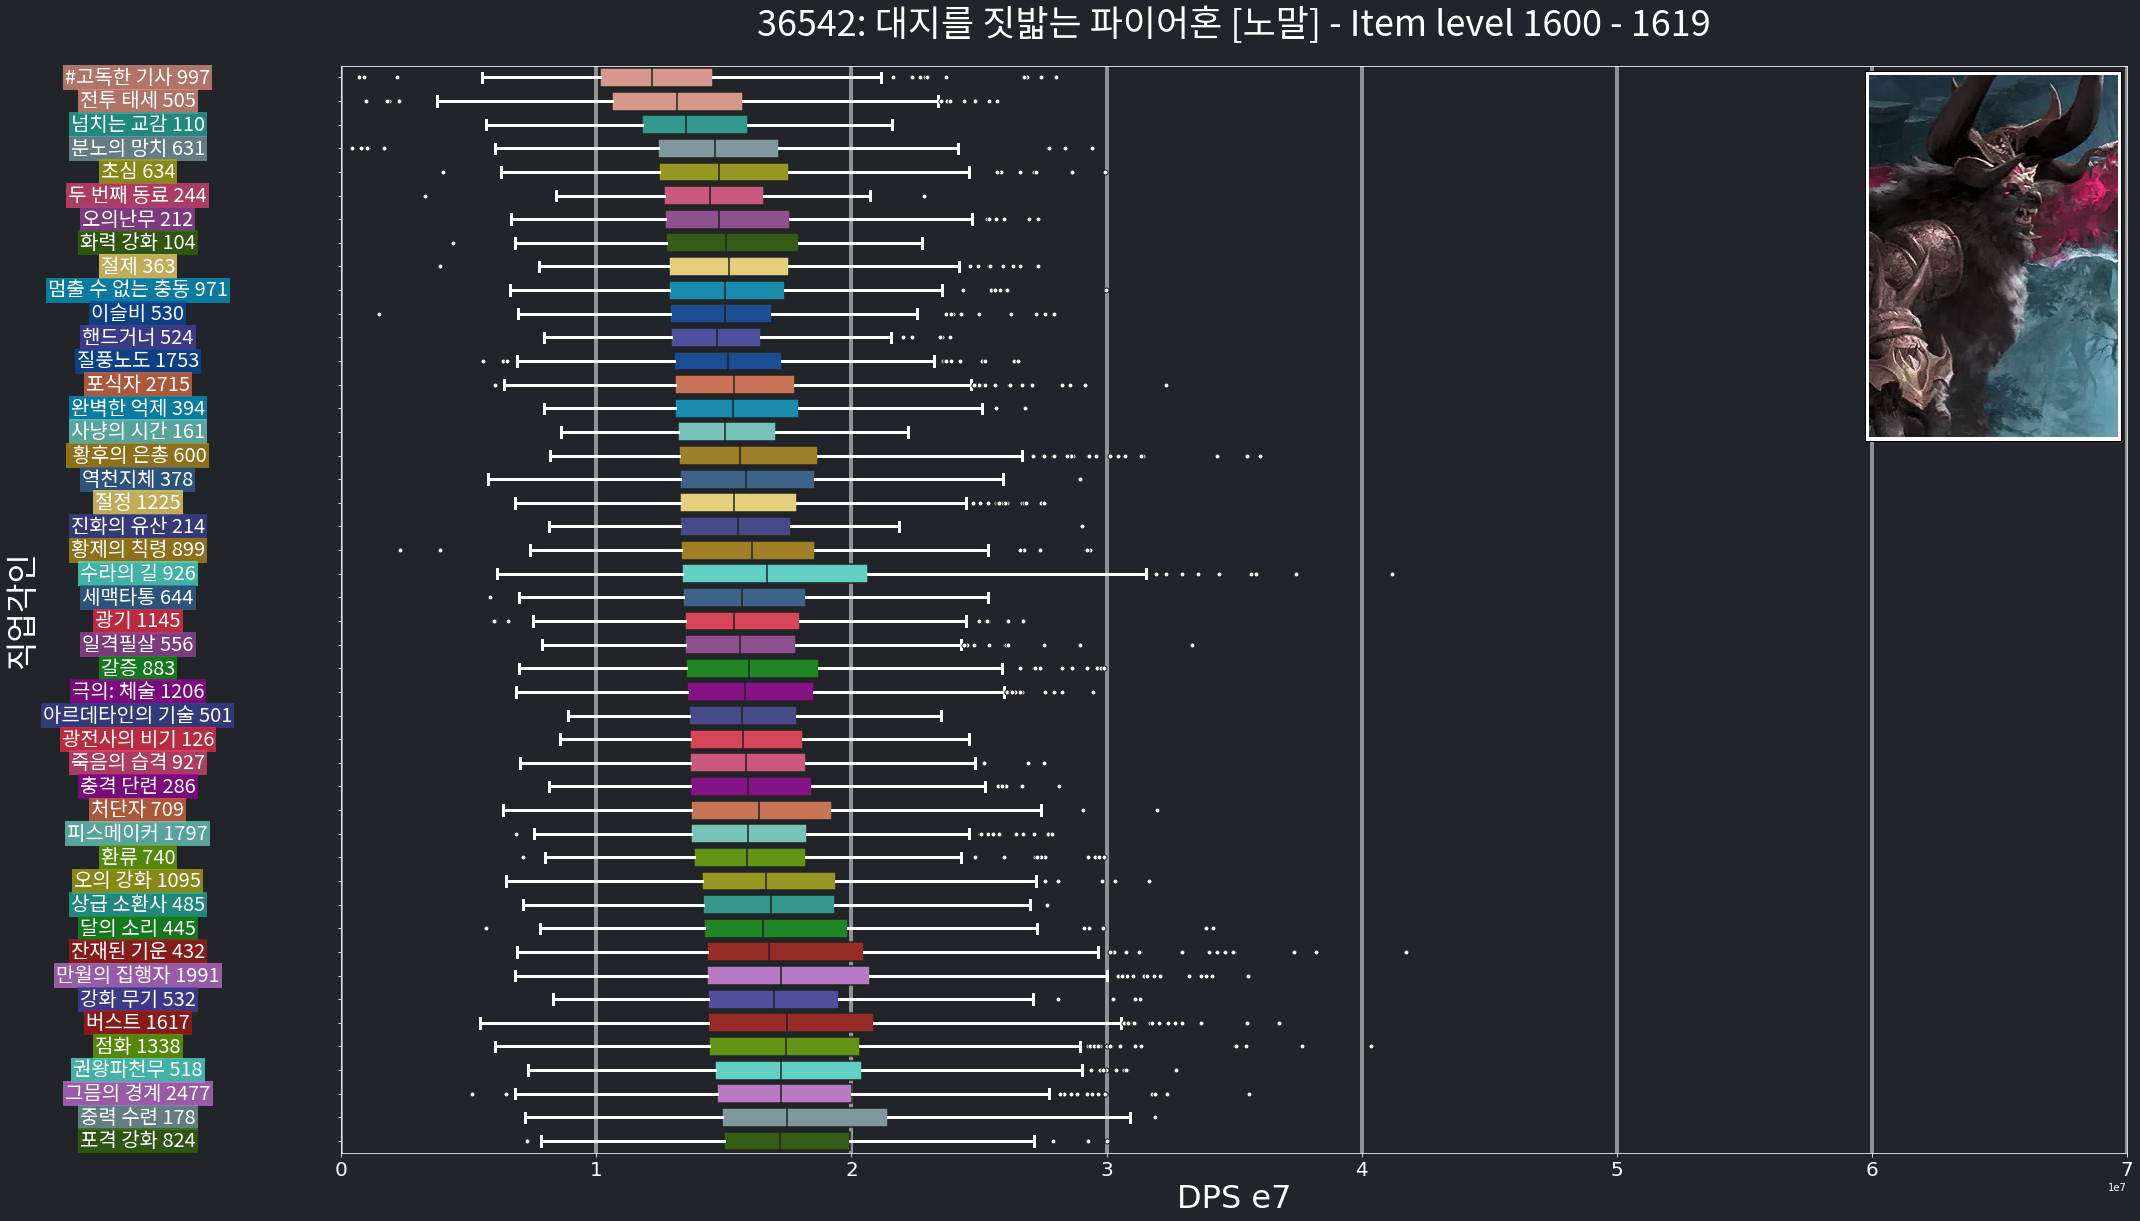 36542: 대지를 짓밟는 파이어혼 [노말] - Item level 1600 - 1619
#고독한 기사 997
전투 태세 505
넘치는 교감 110
분노의 망치 631
초심 634
두 번째 동료 244
오의난무 212
화력 강화 104
절제 363
멈출 수 없는 충동 971
이슬비 530
핸드거너 524
질풍노도 1753
포식자 2715
완벽한 억제 394
사냥의 시간 161
황후의 은총 600
역천지체 378
절정 1225
진화의 유산 214
황제의 칙령 899
수라의 길 926
세맥타통 644
광기 1145
일격필살 556
갈증 883
극의: 체술 1206
아르데타인의 기술 501
광전사의 비기 126
죽음의 습격 927
충격 단련 286
처단자 709
피스메이커 1797
환류 740
오의 강화 1095
상급 소환사 485
달의 소리 445
잔재된 기운 432
만월의 집행자 1991
강화 무기 532
버스트 1617
점화 1338
권왕파천무 518
그믐의 경계 2477
중력 수련 178
포격 강화 824
직업각인
0 1 2 3 4 5 6 7
DPS e7
1e7